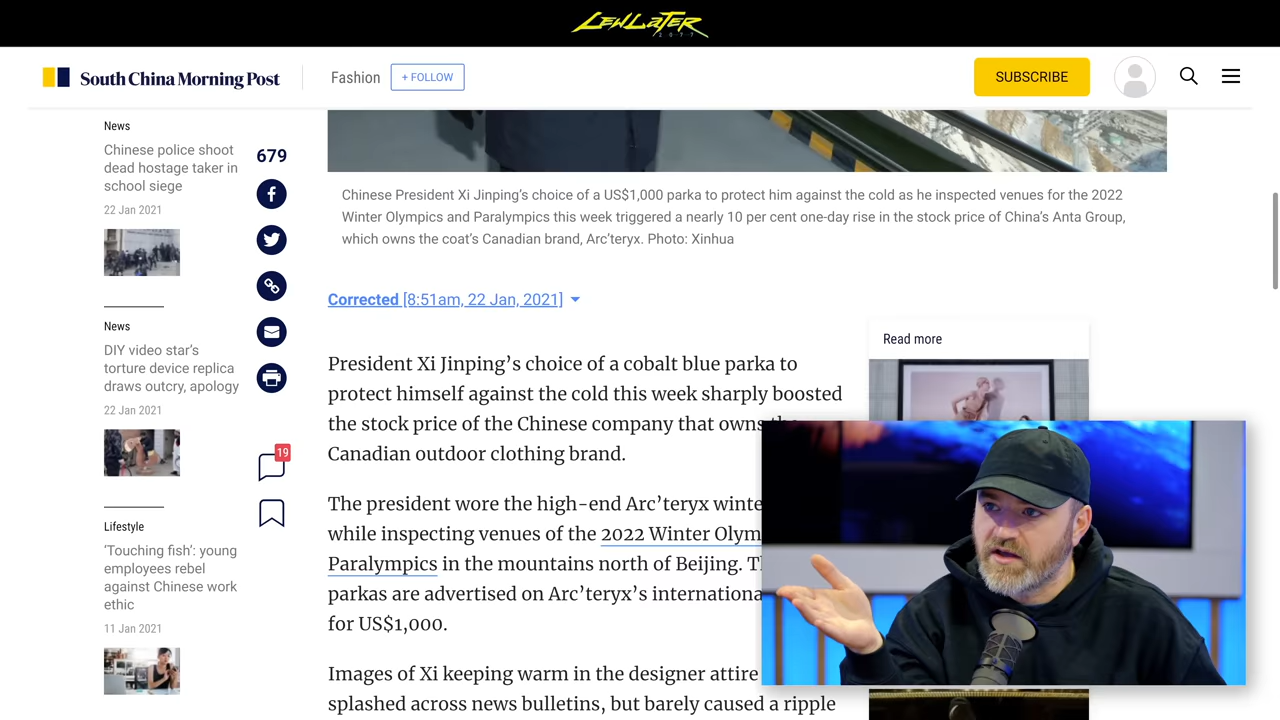 LEWLATER
2077
South China Morning Post
Fashion
+ FOLLOW
SUBSCRIBE
News
Chinese police shoot
dead hostage taker in
school siege
22 Jan 2021
News
DIY video star's
torture device replica
draws outcry, apology
22 Jan 2021
Lifestyle
‘Touching fish’: young
employees rebel
against Chinese work
ethic
11 Jan 2021
679
19
Chinese President Xi Jinping’s choice of a US$1,000 parka to protect him against the cold as he inspected venues for the 2022
Winter Olympics and Paralympics this week triggered a nearly 10 per cent one-day rise in the stock price of China’s Anta Group,
which owns the coat’s Canadian brand, Arc’teryx. Photo: Xinhua
Corrected [8:51am, 22 Jan, 2021]
President Xi Jinping’s choice of a cobalt blue parka to
protect himself against the cold this week sharply boosted
the stock price of the Chinese company that owns the
Canadian outdoor clothing brand.
The president wore the high-end Arc’teryx winte
while inspecting venues of the 2022 Winter Olym
Paralympics in the mountains north of Beijing. T
parkas are advertised on Arc’teryx’s internationa
for US$1,000.
Images of Xi keeping warm in the designer attire
splashed across news bulletins, but barely caused a ripple
Read more